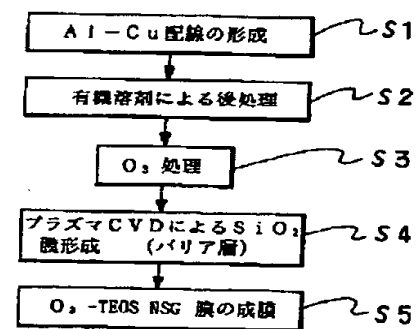 Al－Cu配線の形成
S1
有機溶剤による後処理
S2
O₃ 処理
S3
プラズマCVDによるSiO₂
膜形成 (バリア層)
S4
O₃ -TEOS NSG 膜の成膜
S5